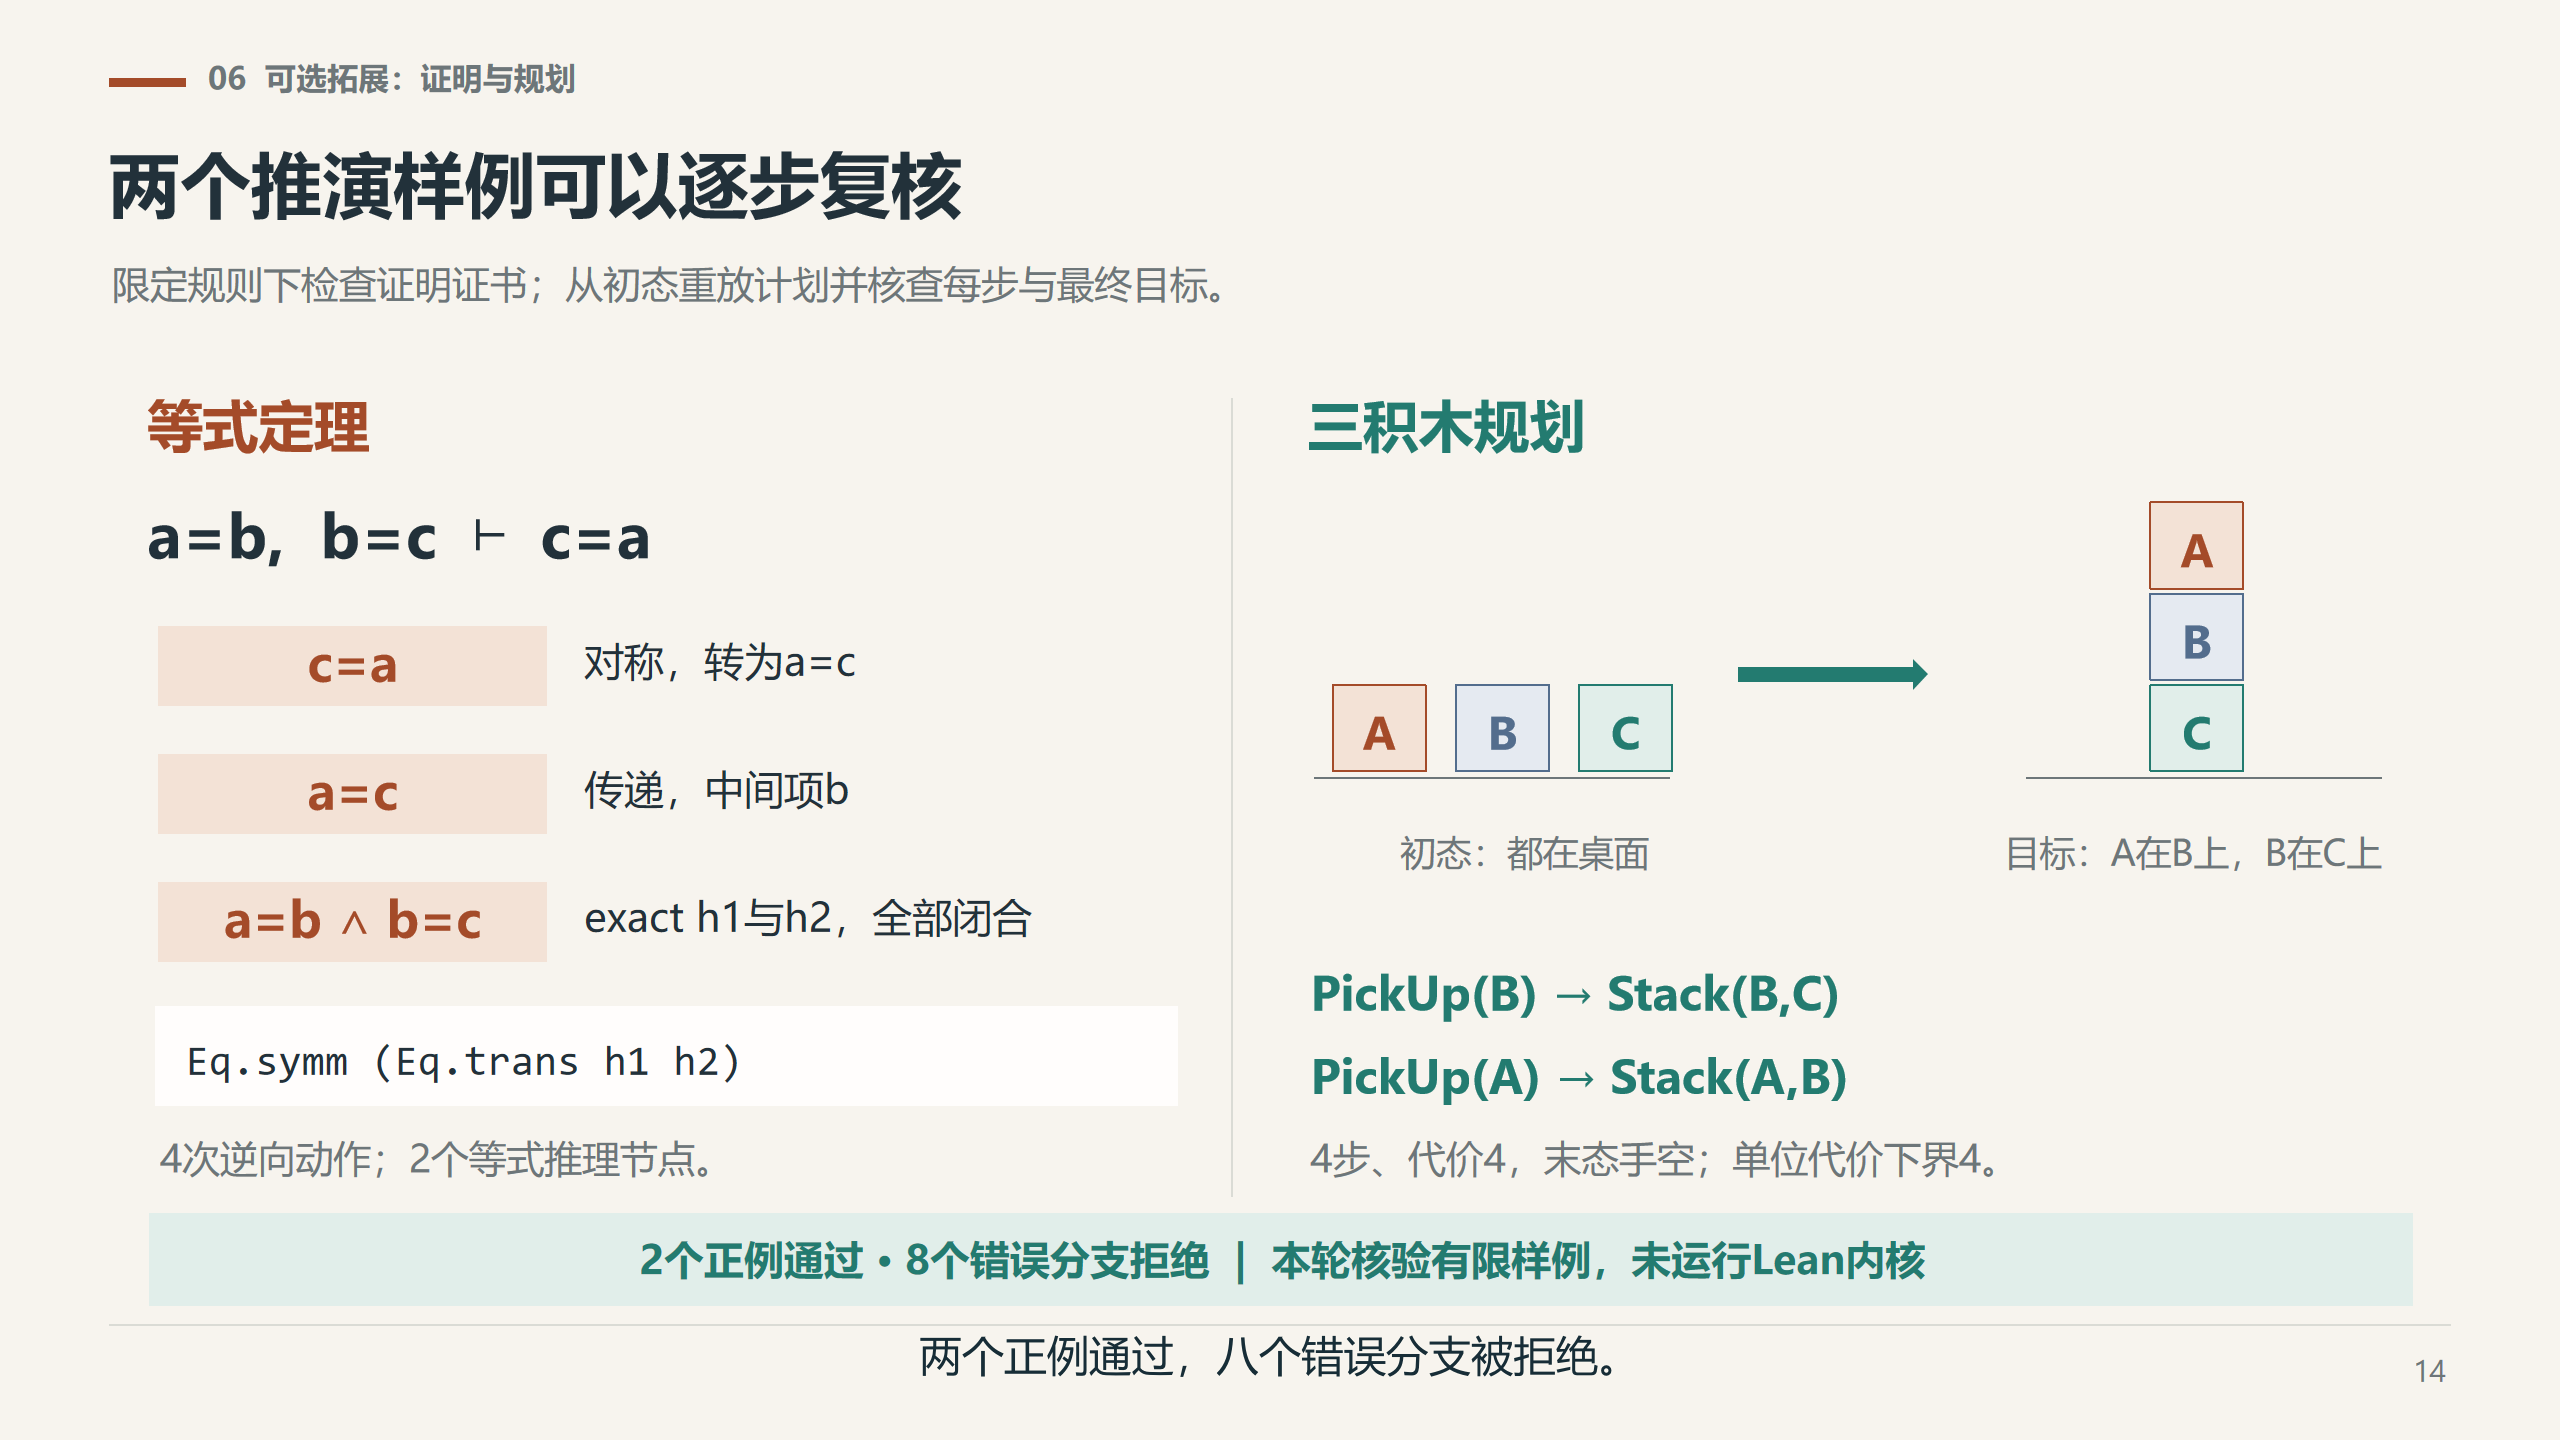 06 可选拓展：证明与规划
两个推演样例可以逐步复核
限定规则下检查证明证书；从初态重放计划并核查每步与最终目标。
等式定理
a=b, b=c ⊢ c=a
c=a
对称，转为a=c
a=c
传递，中间项b
a=b ∧ b=c
exact h1与h2，全部闭合
Eq.symm (Eq.trans h1 h2)
4次逆向动作；2个等式推理节点。
三积木规划
A
B
C
A
B
C
初态：都在桌面
目标：A在B上，B在C上
PickUp(B) → Stack(B,C)
PickUp(A) → Stack(A,B)
4步、代价4，末态手空；单位代价下界4。
2个正例通过 • 8个错误分支拒绝 | 本轮核验有限样例，未运行Lean内核
两个正例通过，八个错误分支被拒绝。
14